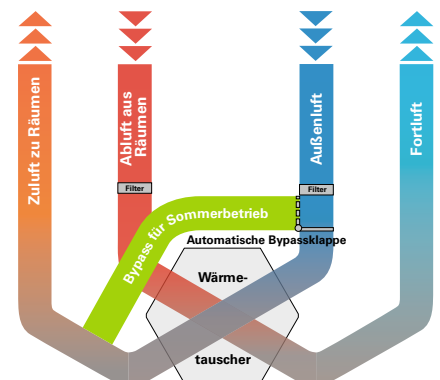 Zuluft zu Räumen
Abluft aus
Räumen
Außenluft
Fortluft
Filter
Filter
Bypass für Sommerbetrieb
Automatische Bypassklappe
Wärme-
tauscher